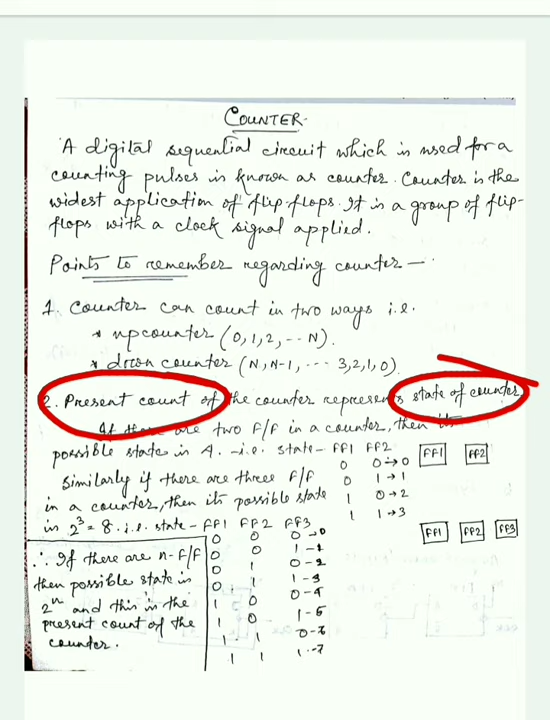 COUNTER
A digital sequential circuit which is used for a
counting pulses is known as counter. Counter is the
widest application of flip-flops. It is a group of flip-
flops with a clock signal applied.
Points to remember regarding counter —
1. Counter can count in two ways i.e.
* upcounter (0,1,2, -- N).
* down counter (N, N-1, --- 3,2,1,0)
2. Present count of the counter represents state of counter
If there are two F/F in a counter, then its
possible state is 4. i.e. state - FF1 FF2
0 0→0
0 1→1
1 0→2
1 1→3
FF1 FF2
Similarly if there are three F/F
in a counter, then its possible state
is 2³ = 8. i.e. state - FF1 FF2 FF3
FF1 FF2 FF3
0 0 0→0
0 0 1-1
0 1 0-2
0 1 1-3
1 0 0-4
1 0 1-5
1 1 0-6
1 1 1-7
∴ If there are n-F/F
then possible state is
2ⁿ and this is the
present count of the
counter.